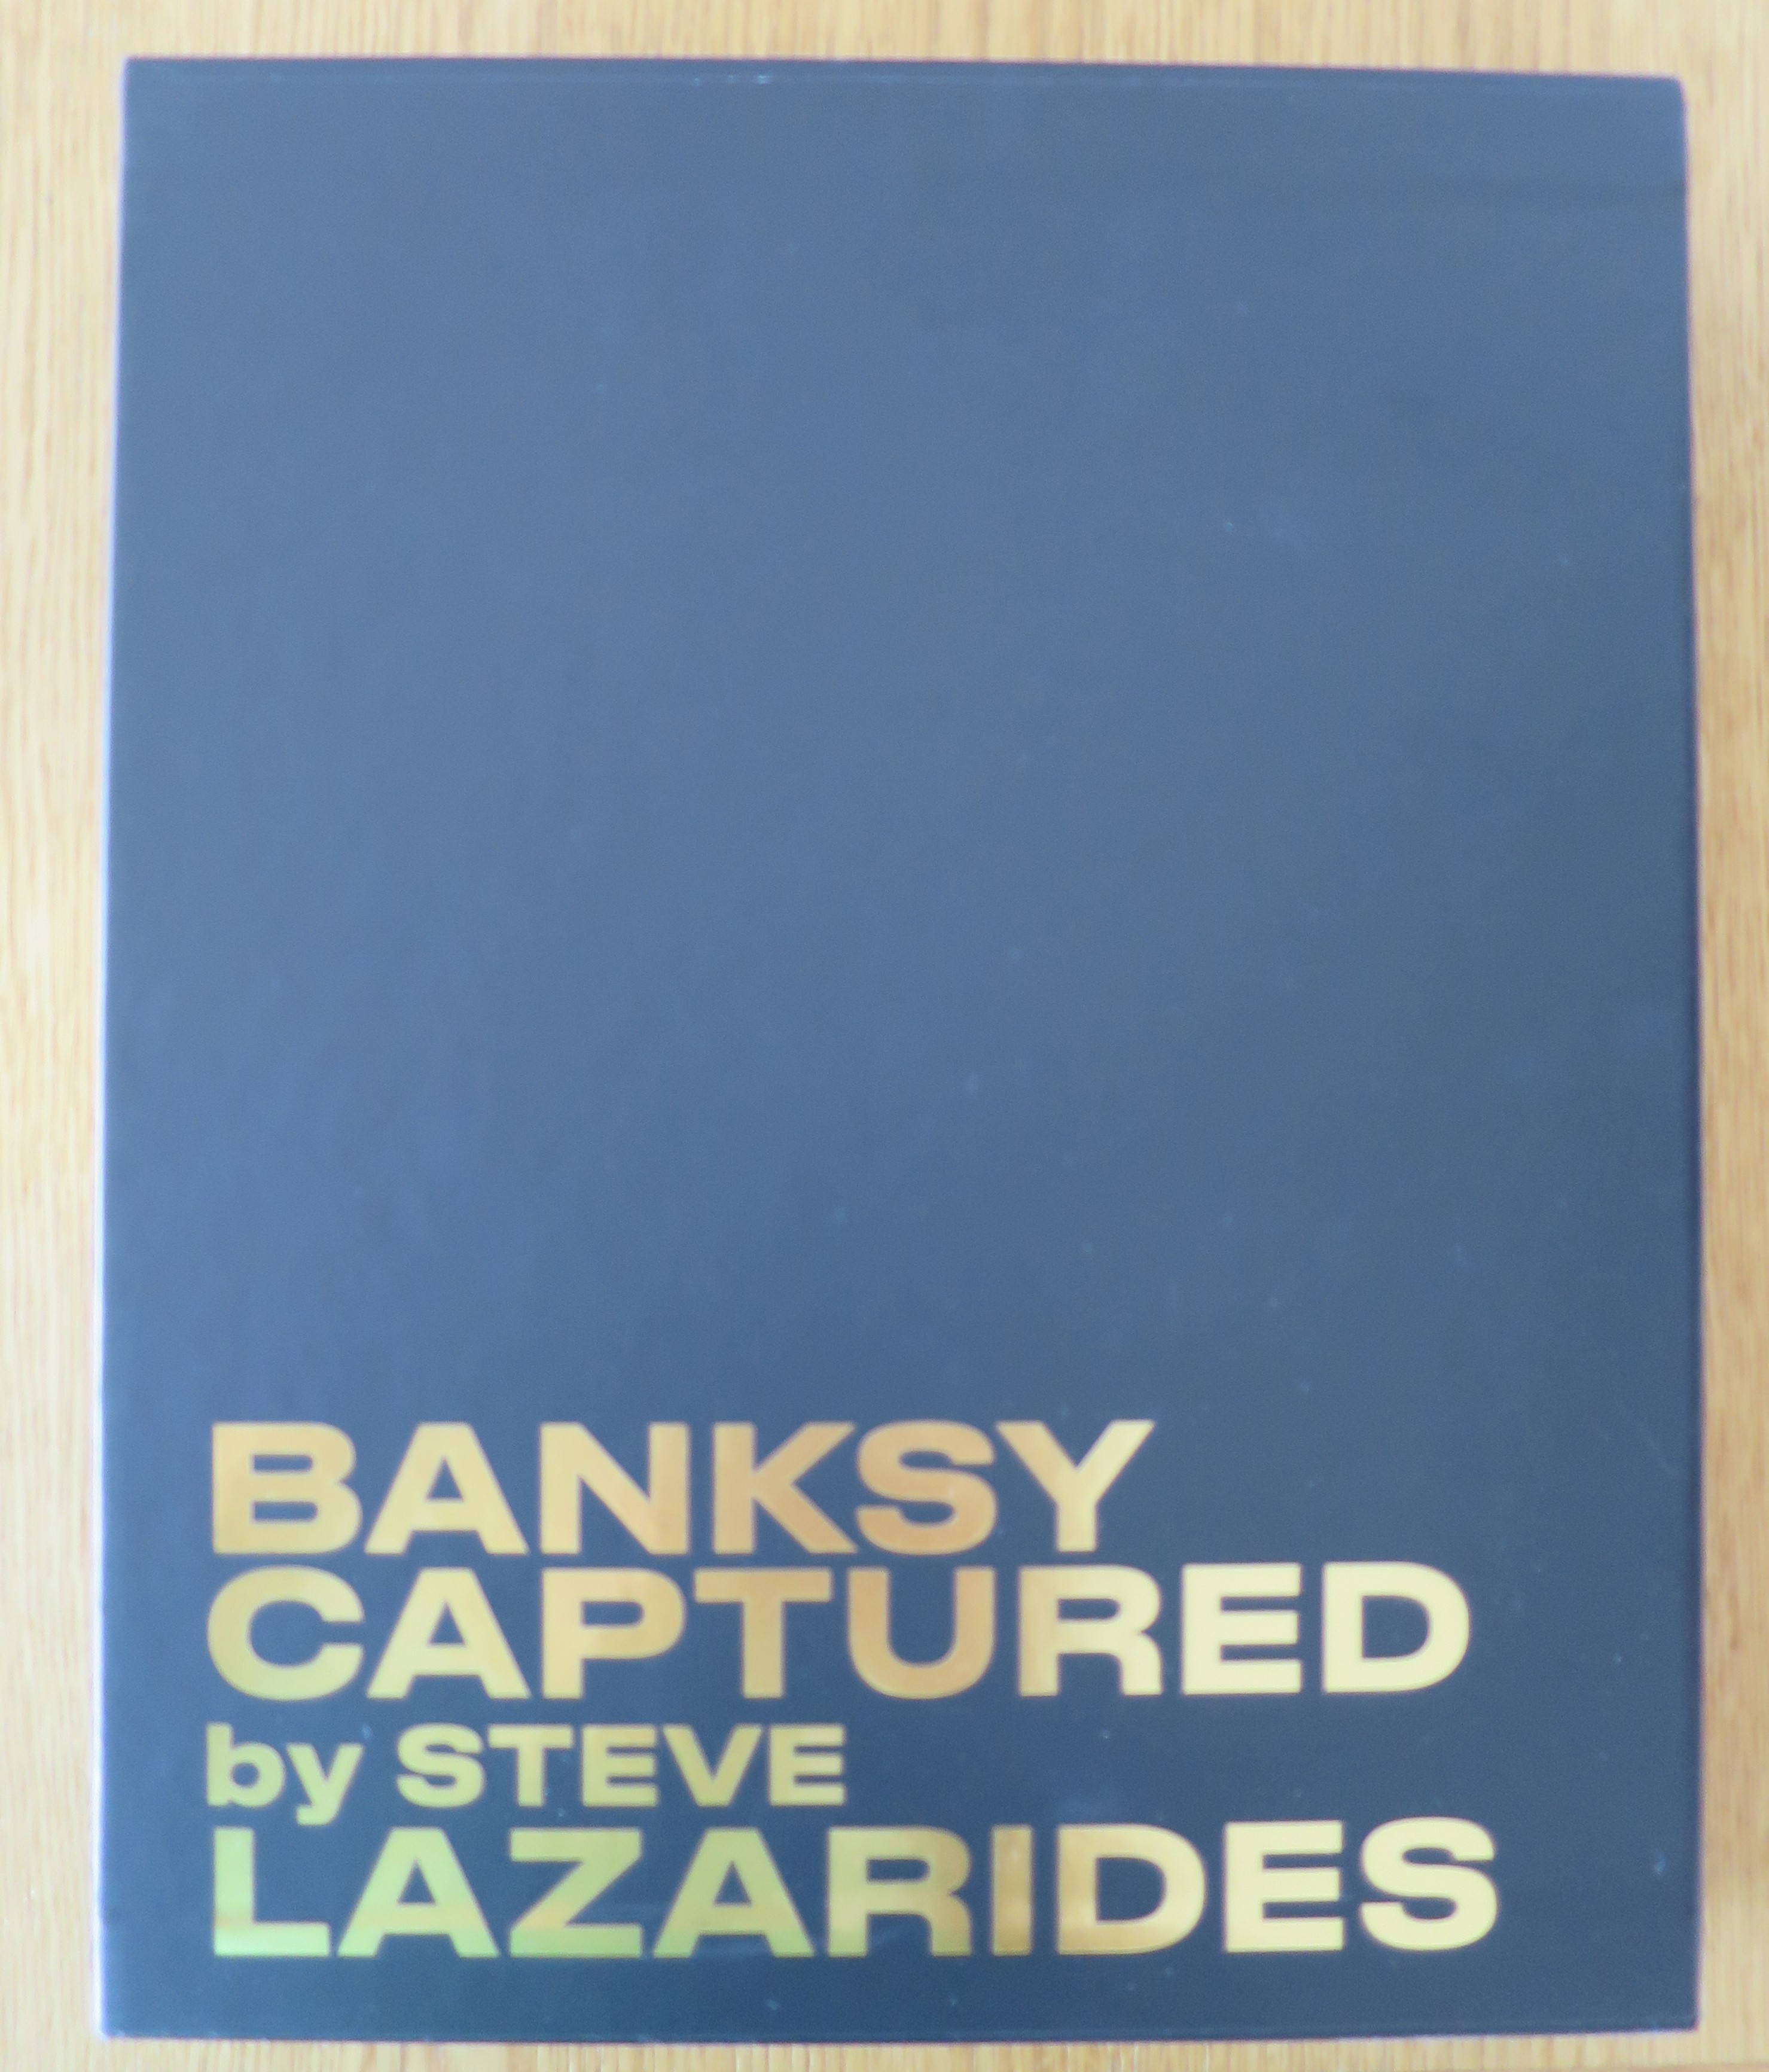 BANKSY
CAPTURED
by STEVE
LAZARIDES